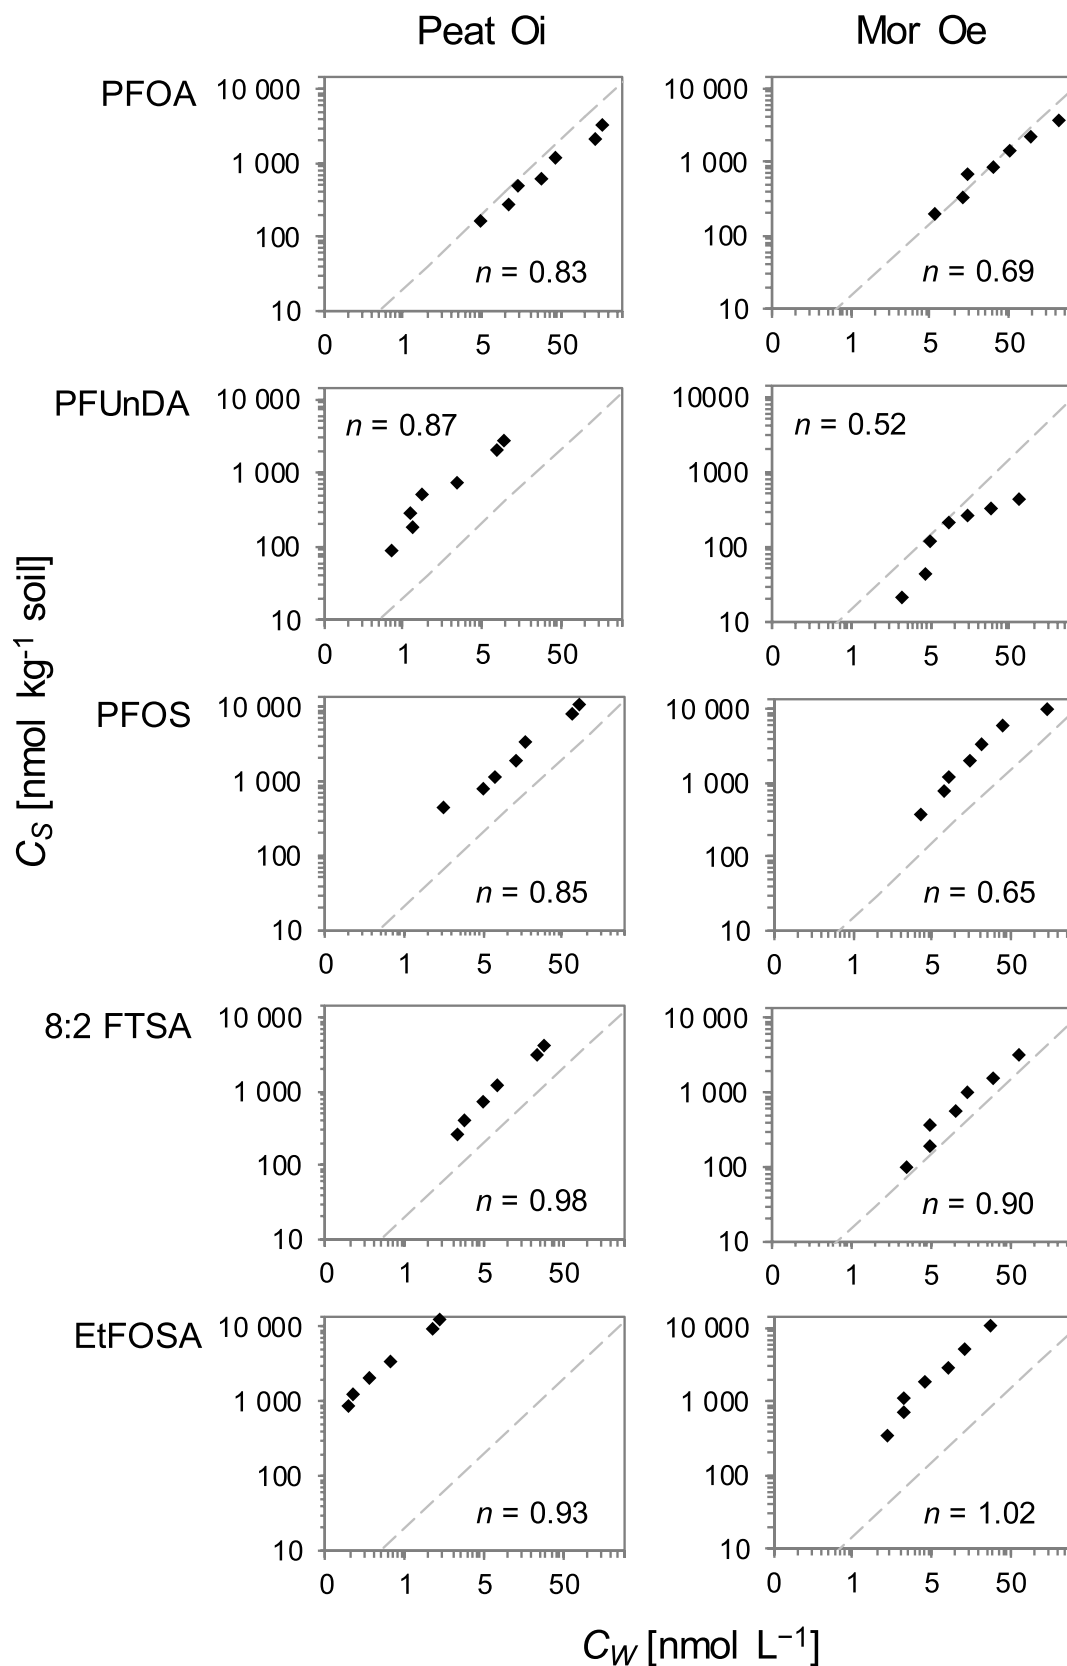 Peat Oi Mor Oe
PFOA
10 000
1 000
100
10
n = 0.83
0 1 5 50
10 000
1 000
100
10
n = 0.69
0 1 5 50
PFUnDA
10 000
1 000
100
10
n = 0.87
0 1 5 50
10000
1000
100
10
n = 0.52
0 1 5 50
PFOS
10 000
1 000
100
10
n = 0.85
0 1 5 50
10 000
1 000
100
10
n = 0.65
0 1 5 50
8:2 FTSA
10 000
1 000
100
10
n = 0.98
0 1 5 50
10 000
1 000
100
10
n = 0.90
0 1 5 50
EtFOSA
10 000
1 000
100
10
n = 0.93
0 1 5 50
10 000
1 000
100
10
n = 1.02
0 1 5 50
C_S [nmol kg⁻¹ soil]
C_W [nmol L⁻¹]